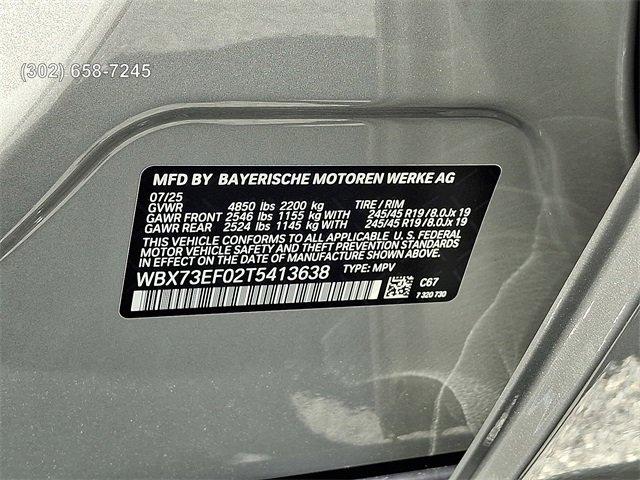 (302) 658-7245
MFD BY BAYERISCHE MOTOREN WERKE AG
07/25
GVWR 4850 lbs 2200 kg TIRE / RIM
GAWR FRONT 2546 lbs 1155 kg WITH 245/45 R19/8.0Jx 19
GAWR REAR 2524 lbs 1145 kg WITH 245/45 R19/8.0Jx 19
THIS VEHICLE CONFORMS TO ALL APPLICABLE U.S. FEDERAL
MOTOR VEHICLE SAFETY AND THEFT PREVENTION STANDARDS
IN EFFECT ON THE DATE OF MANUFACTURE SHOWN ABOVE.
WBX73EF02T5413638 TYPE: MPV
C67
7 320 730